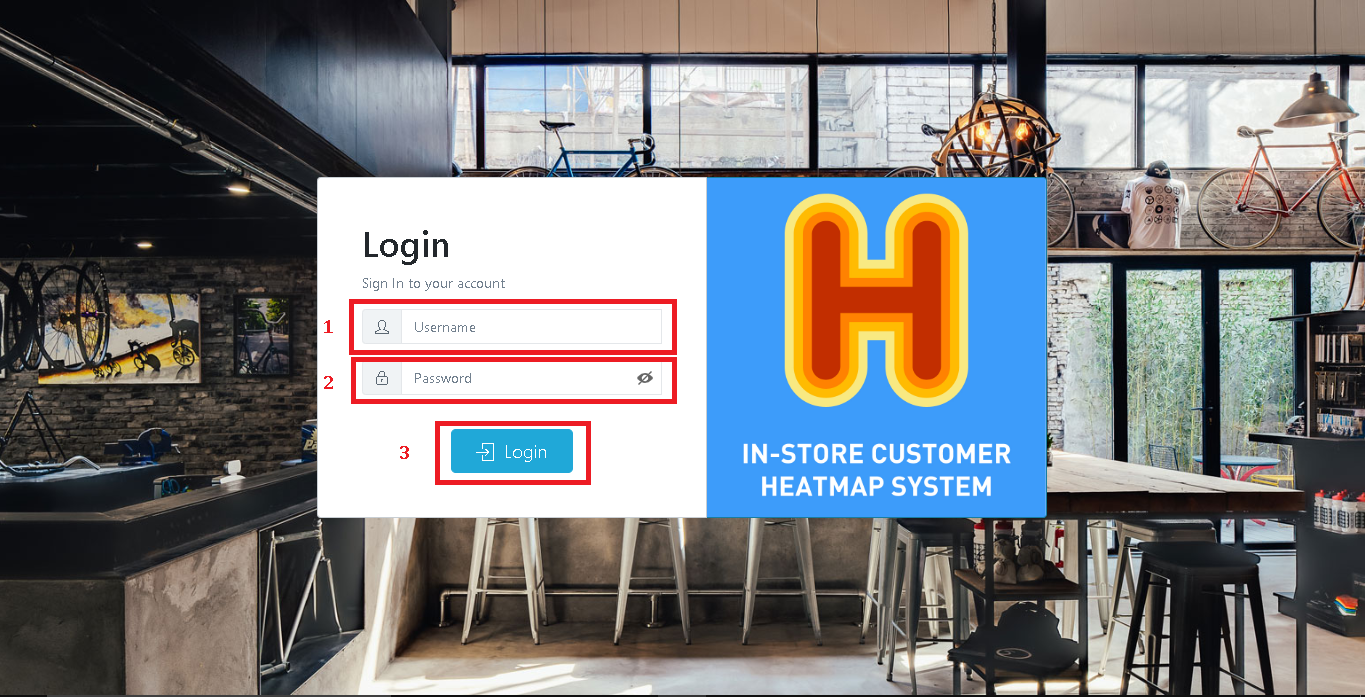 Login
Sign In to your account
1
Username
2
Password
3
Login
H
IN-STORE CUSTOMER
HEATMAP SYSTEM